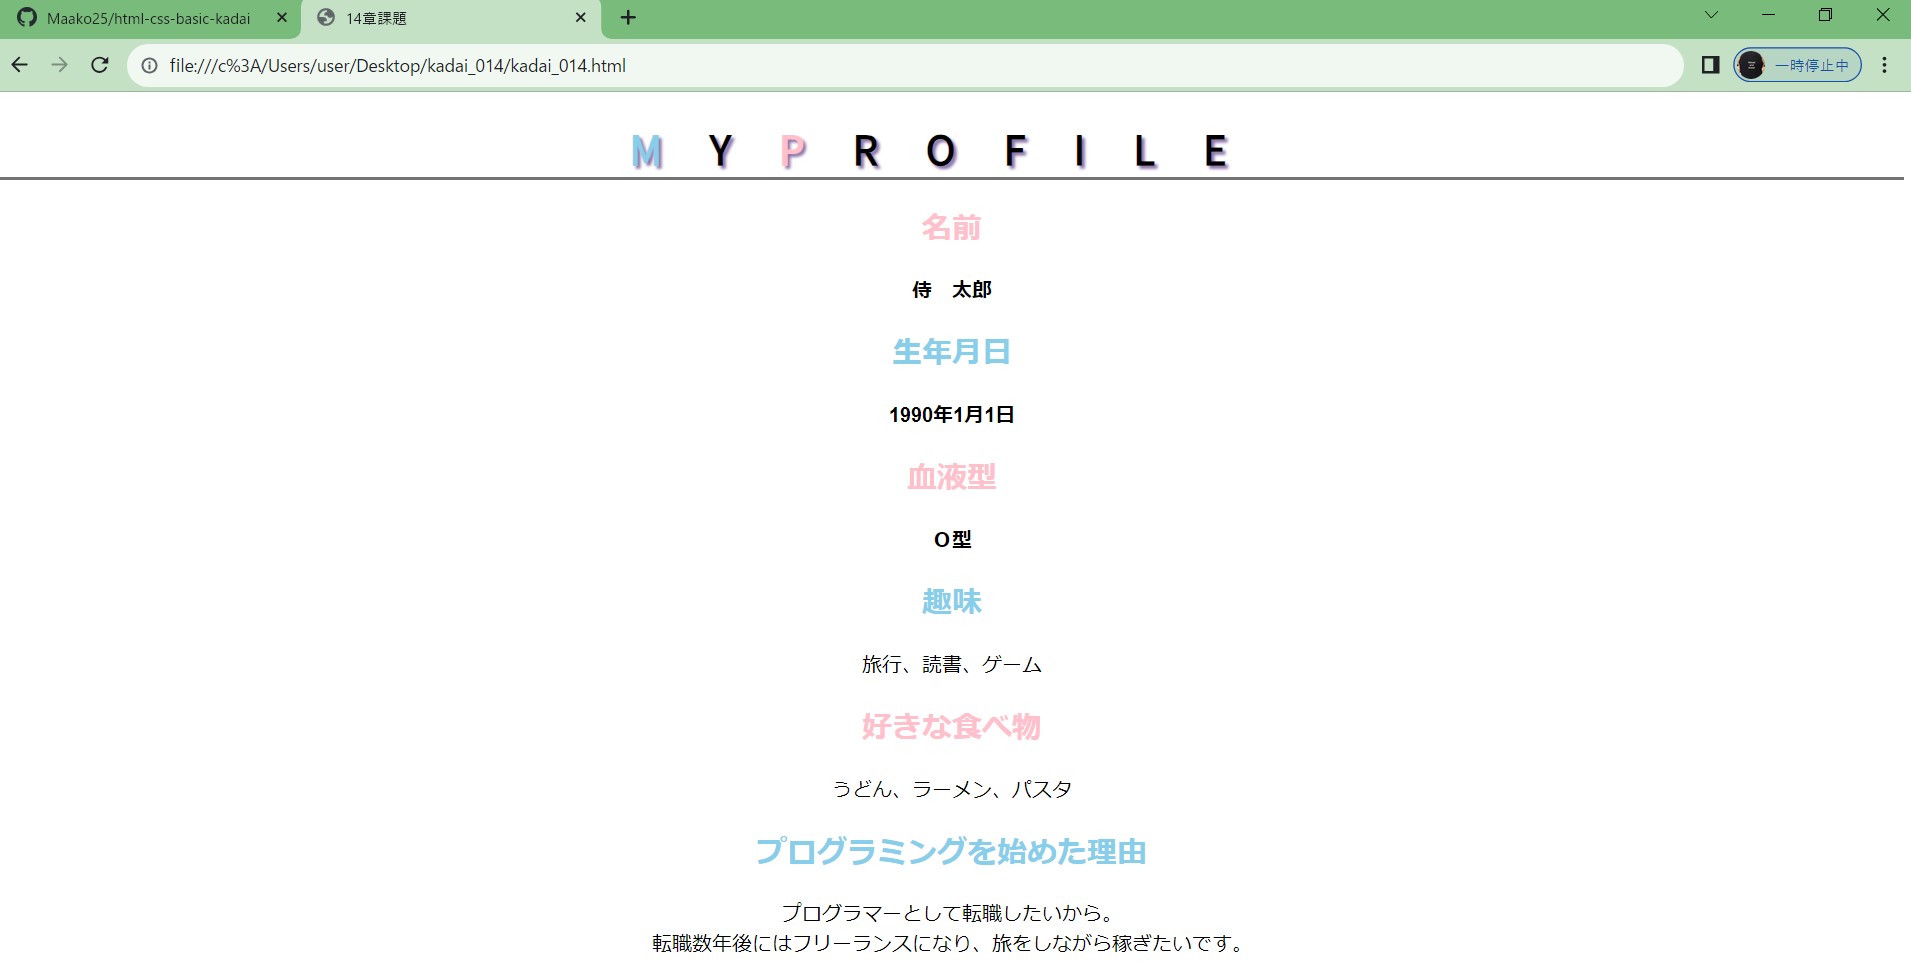 Maako25/html-css-basic-kadai
14章課題
file:///c%3A/Users/user/Desktop/kadai_014/kadai_014.html
一時停止中
M Y P R O F I L E
名前
侍　太郎
生年月日
1990年1月1日
血液型
O型
趣味
旅行、読書、ゲーム
好きな食べ物
うどん、ラーメン、パスタ
プログラミングを始めた理由
プログラマーとして転職したいから。
転職数年後にはフリーランスになり、旅をしながら稼ぎたいです。